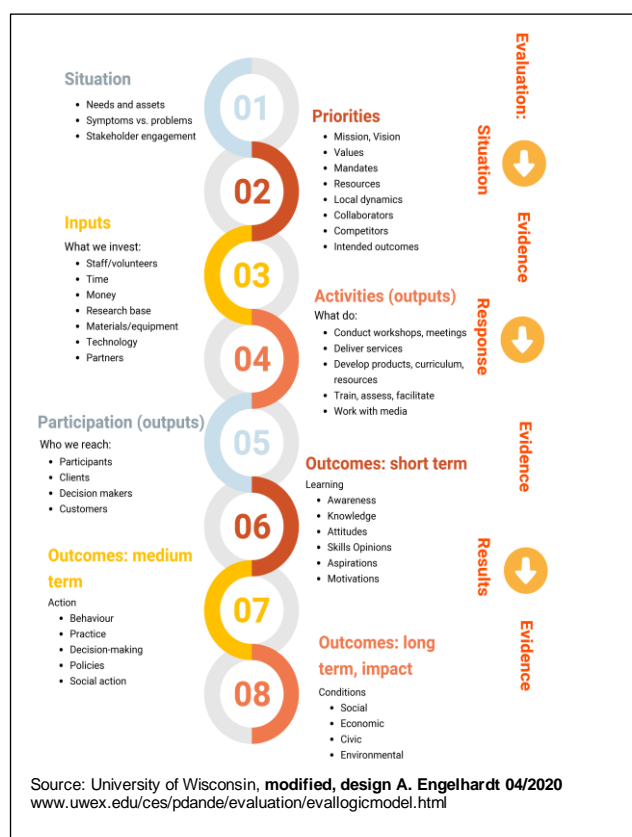 Situation
• Needs and assets
• Symptoms vs. problems
• Stakeholder engagement
01
Priorities
• Mission, Vision
• Values
• Mandates
• Resources
• Local dynamics
• Collaborators
• Competitors
• Intended outcomes
02
Inputs
What we invest:
• Staff/volunteers
• Time
• Money
• Research base
• Materials/equipment
• Technology
• Partners
03
Activities (outputs)
What do:
• Conduct workshops, meetings
• Deliver services
• Develop products, curriculum,
resources
• Train, assess, facilitate
• Work with media
04
Participation (outputs)
Who we reach:
• Participants
• Clients
• Decision makers
• Customers
05
Outcomes: short term
Learning
• Awareness
• Knowledge
• Attitudes
• Skills Opinions
• Aspirations
• Motivations
06
Outcomes: medium
term
Action
• Behaviour
• Practice
• Decision-making
• Policies
• Social action
07
Outcomes: long
term, impact
Conditions
• Social
• Economic
• Civic
• Environmental
08
Evaluation:
Situation
Evidence
Response
Evidence
Results
Evidence
Source: University of Wisconsin, modified, design A. Engelhardt 04/2020
www.uwex.edu/ces/pdande/evaluation/evallogicmodel.html